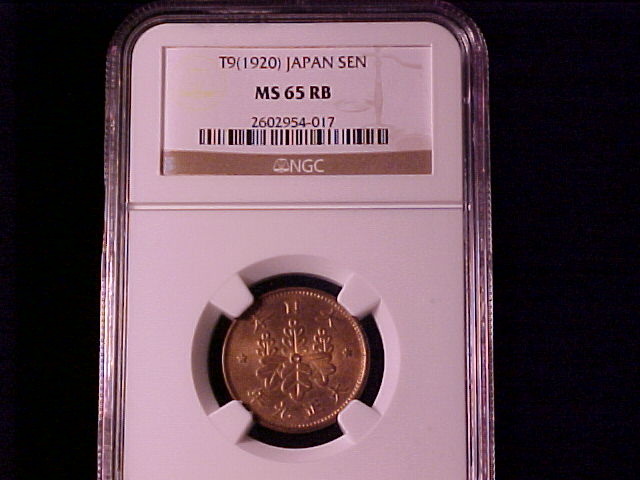 T9(1920) JAPAN SEN
MS 65 RB
2602954-017
NGC